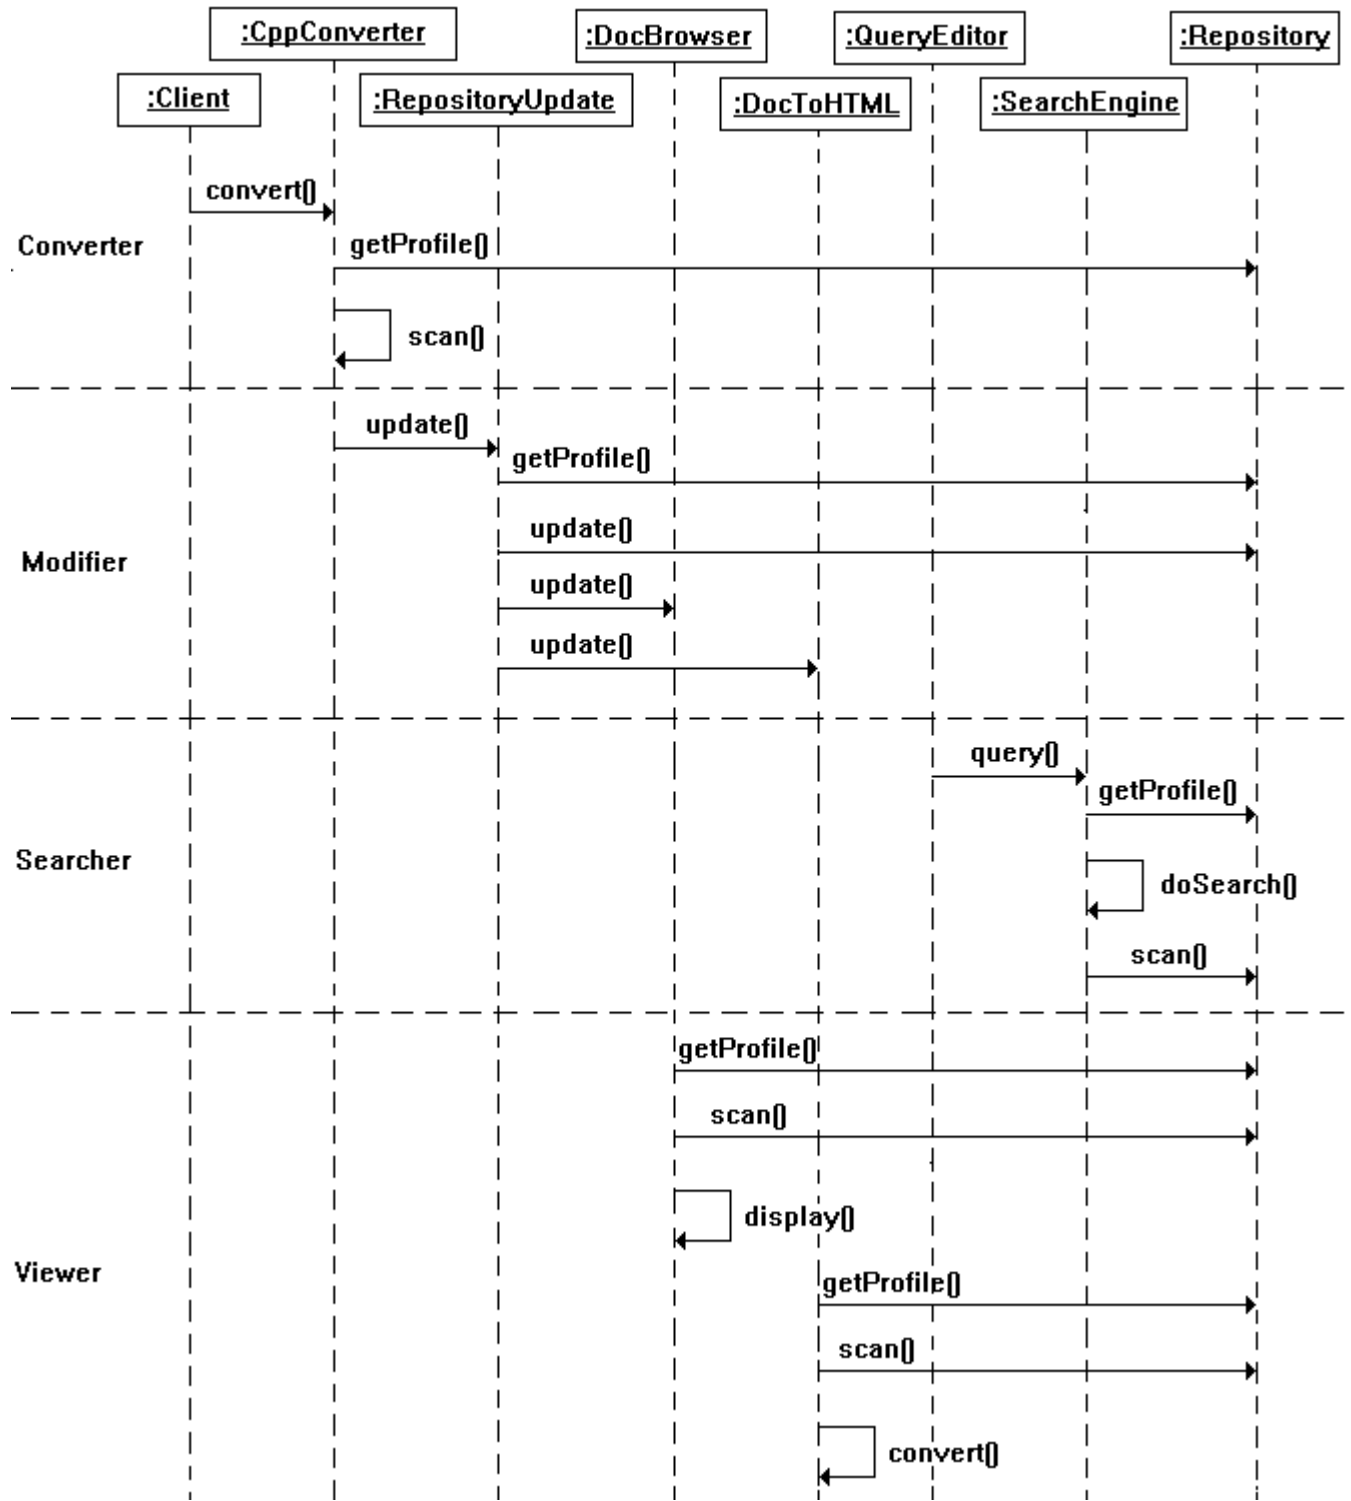 :CppConverter
:DocBrowser
:QueryEditor
:Repository
:Client
:RepositoryUpdate
:DocToHTML
:SearchEngine
convert()
Converter
getProfile()
scan()
update()
getProfile()
update()
Modifier
update()
update()
query()
getProfile()
Searcher
doSearch()
scan()
getProfile()
scan()
display()
Viewer
getProfile()
scan()
convert()